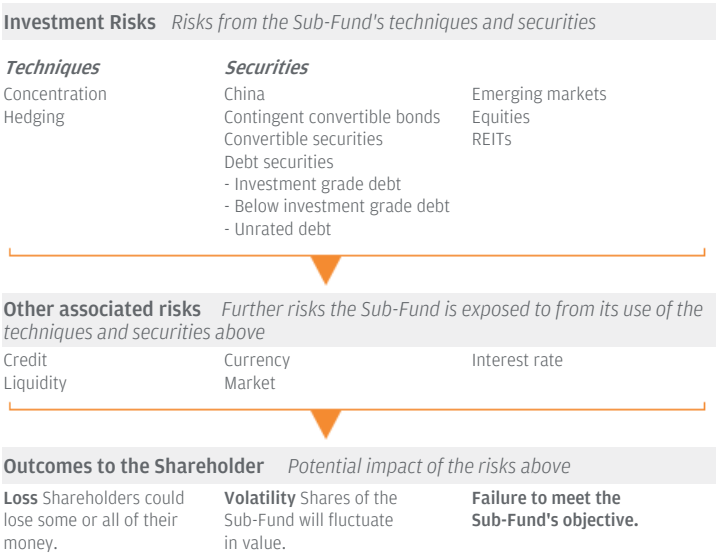 Investment Risks Risks from the Sub-Fund's techniques and securities
Techniques
Concentration
Hedging
Securities
China
Contingent convertible bonds
Convertible securities
Debt securities
- Investment grade debt
- Below investment grade debt
- Unrated debt
Emerging markets
Equities
REITs
Other associated risks Further risks the Sub-Fund is exposed to from its use of the
techniques and securities above
Credit
Liquidity
Currency
Market
Interest rate
Outcomes to the Shareholder Potential impact of the risks above
Loss Shareholders could
lose some or all of their
money.
Volatility Shares of the
Sub-Fund will fluctuate
in value.
Failure to meet the
Sub-Fund's objective.